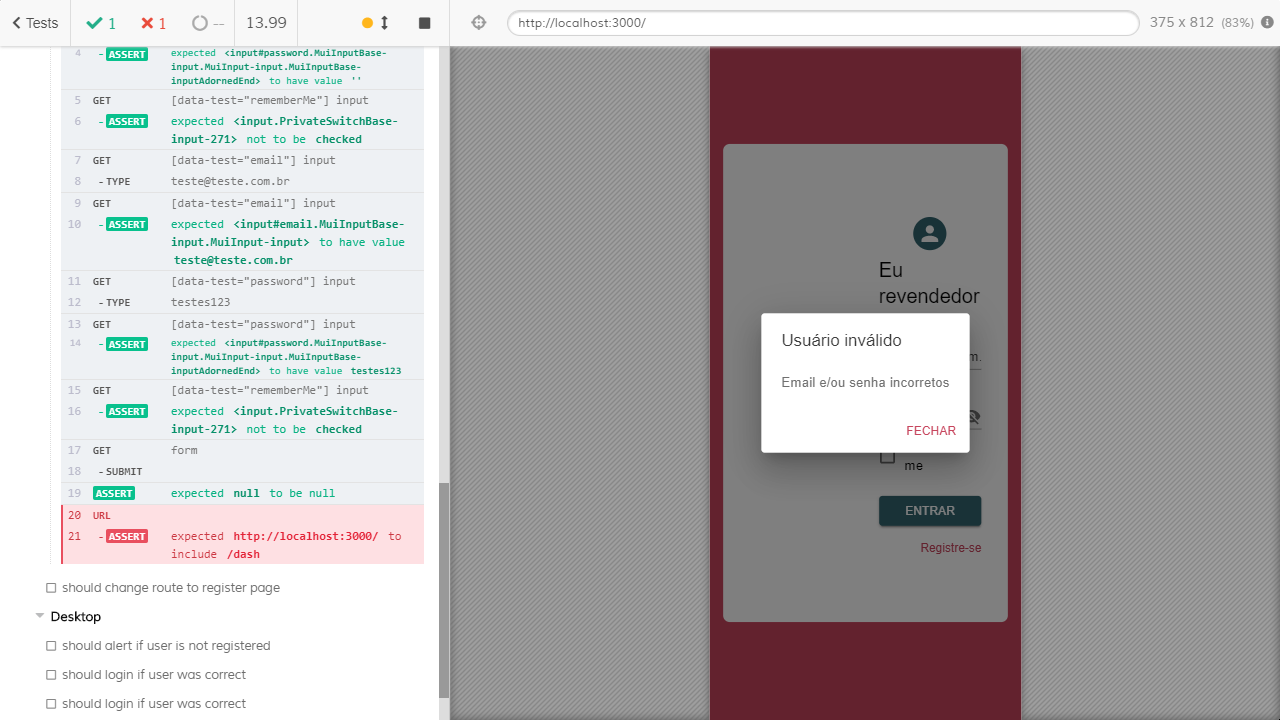 Tests 1 1 -- 13.99 http://localhost:3000/ 375 x 812 (83%)
4 - ASSERT expected <input#password.MuiInputBase-
input.MuiInput-input.MuiInputBase-
inputAdornedEnd> to have value ''
5 GET [data-test="rememberMe"] input
6 - ASSERT expected <input.PrivateSwitchBase-
input-271> not to be checked
7 GET [data-test="email"] input
8 - TYPE teste@teste.com.br
9 GET [data-test="email"] input
10 - ASSERT expected <input#email.MuiInputBase-
input.MuiInput-input> to have value
teste@teste.com.br
11 GET [data-test="password"] input
12 - TYPE testes123
13 GET [data-test="password"] input
14 - ASSERT expected <input#password.MuiInputBase-
input.MuiInput-input.MuiInputBase-
inputAdornedEnd> to have value testes123
15 GET [data-test="rememberMe"] input
16 - ASSERT expected <input.PrivateSwitchBase-
input-271> not to be checked
17 GET form
18 - SUBMIT
19 ASSERT expected null to be null
20 URL
21 - ASSERT expected http://localhost:3000/ to
include /dash
should change route to register page
Desktop
should alert if user is not registered
should login if user was correct
should login if user was correct
Eu
revendedor
m.
Usuário inválido
Email e/ou senha incorretos
FECHAR
me
ENTRAR
Registre-se